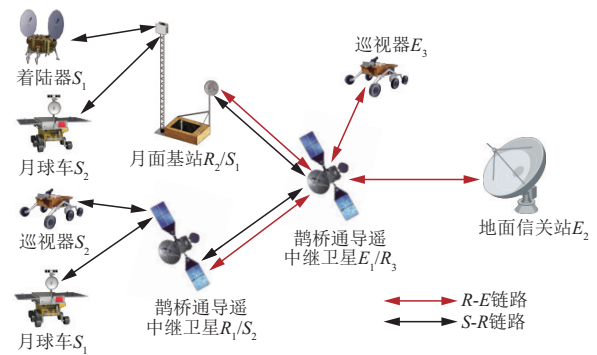 着陆器S₁
月球车S₂
月面基站R₂/S₁
巡视器E₃
巡视器S₂
月球车S₁
鹊桥通导遥
中继卫星R₁/S₂
鹊桥通导遥
中继卫星E₁/R₃
地面信关站E₂
R-E链路
S-R链路